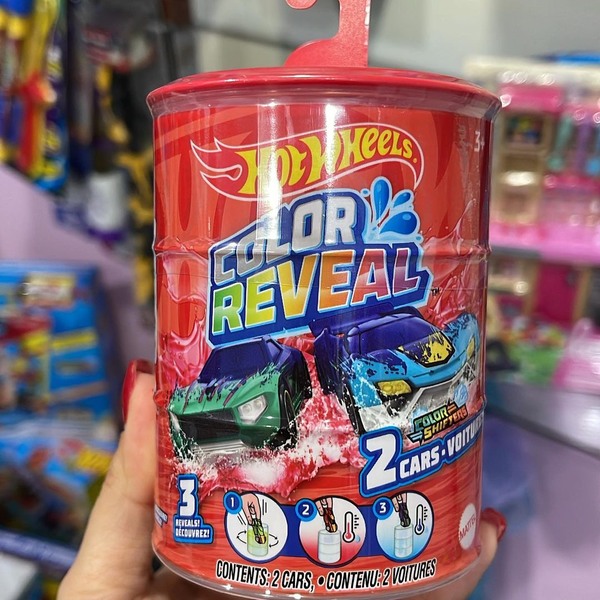 HOT WHEELS
3+
COLOR
REVEAL™
COLOR
SHIFTERS
2 CARS • VOITURES
3
REVEALS!
DÉCOUVREZ!
1
2
3
MATTEL
CONTENTS: 2 CARS, • CONTENU: 2 VOITURES